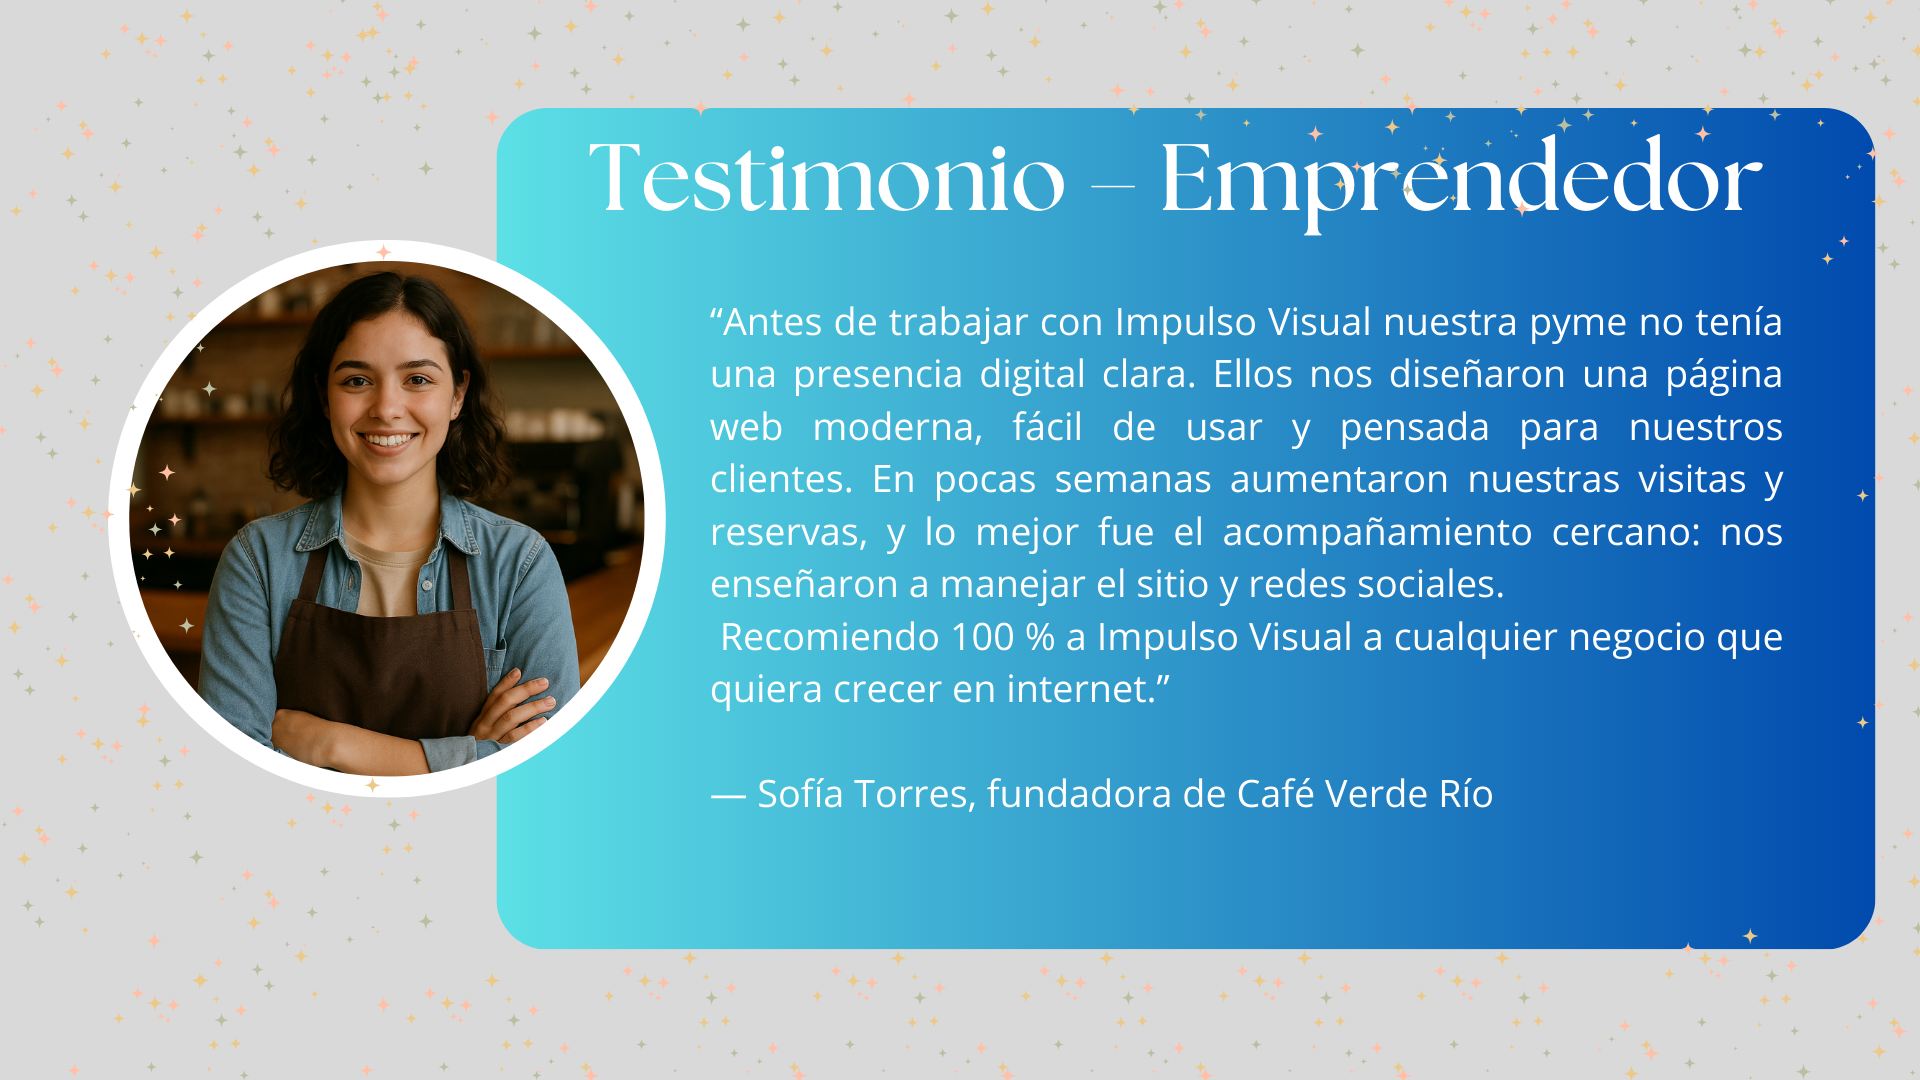 Testimonio – Emprendedor
“Antes de trabajar con Impulso Visual nuestra pyme no tenía
una presencia digital clara. Ellos nos diseñaron una página
web moderna, fácil de usar y pensada para nuestros
clientes. En pocas semanas aumentaron nuestras visitas y
reservas, y lo mejor fue el acompañamiento cercano: nos
enseñaron a manejar el sitio y redes sociales.
Recomiendo 100 % a Impulso Visual a cualquier negocio que
quiera crecer en internet.”
— Sofía Torres, fundadora de Café Verde Río